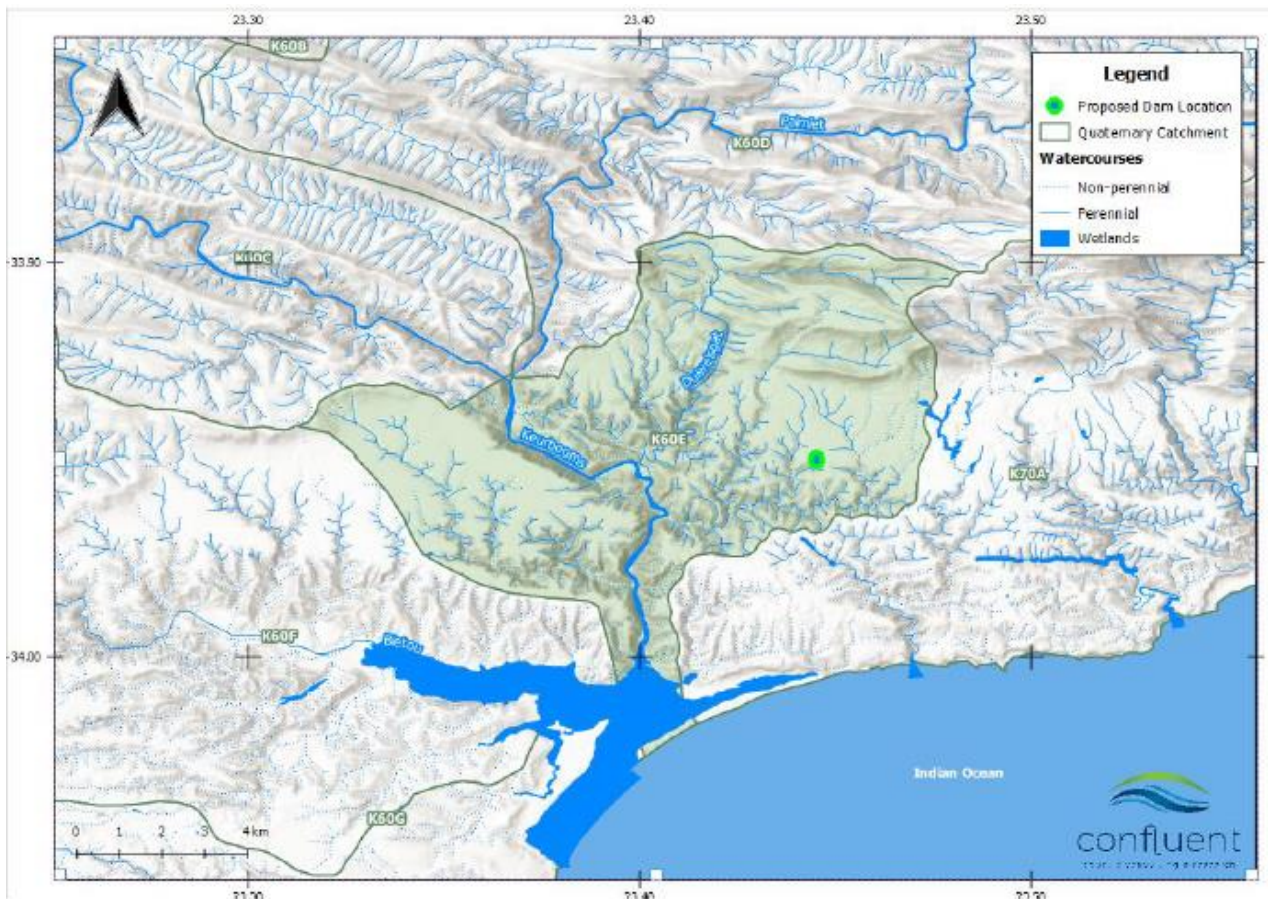 23.30 23.40 23.50
K60B
Legend
Proposed Dam Location
Quaternary Catchment
Watercourses
Non-perennial
Perennial
Wetlands
Palmiet
K60D
33.90
K60C
Keurbooms
K60E
K70A
34.00
K60F
Bietou
Indian Ocean
K60G
0 1 2 3 4 km
confluent